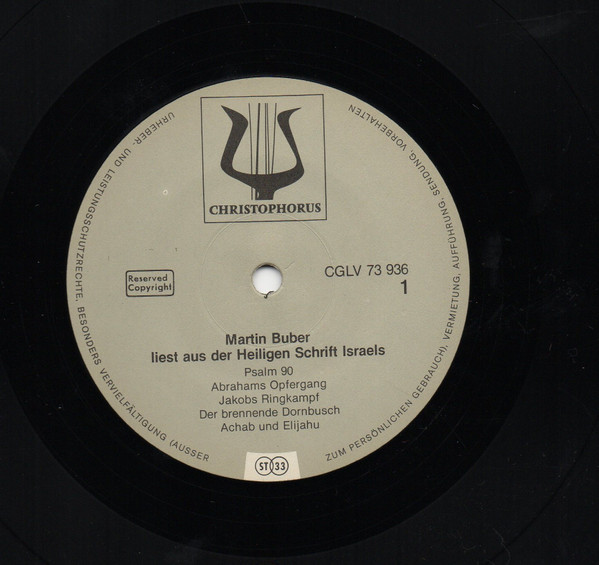 CHRISTOPHORUS
Reserved
Copyright
CGLV 73 936
1
Martin Buber
liest aus der Heiligen Schrift Israels
Psalm 90
Abrahams Opfergang
Jakobs Ringkampf
Der brennende Dornbusch
Achab und Elijahu
ST 33
URHEBER- UND LEISTUNGSSCHUTZRECHTE, BESONDERS VERVIELFÄLTIGUNG (AUSSER
ZUM PERSÖNLICHEN GEBRAUCH), VERMIETUNG, AUFFÜHRUNG, SENDUNG, VORBEHALTEN